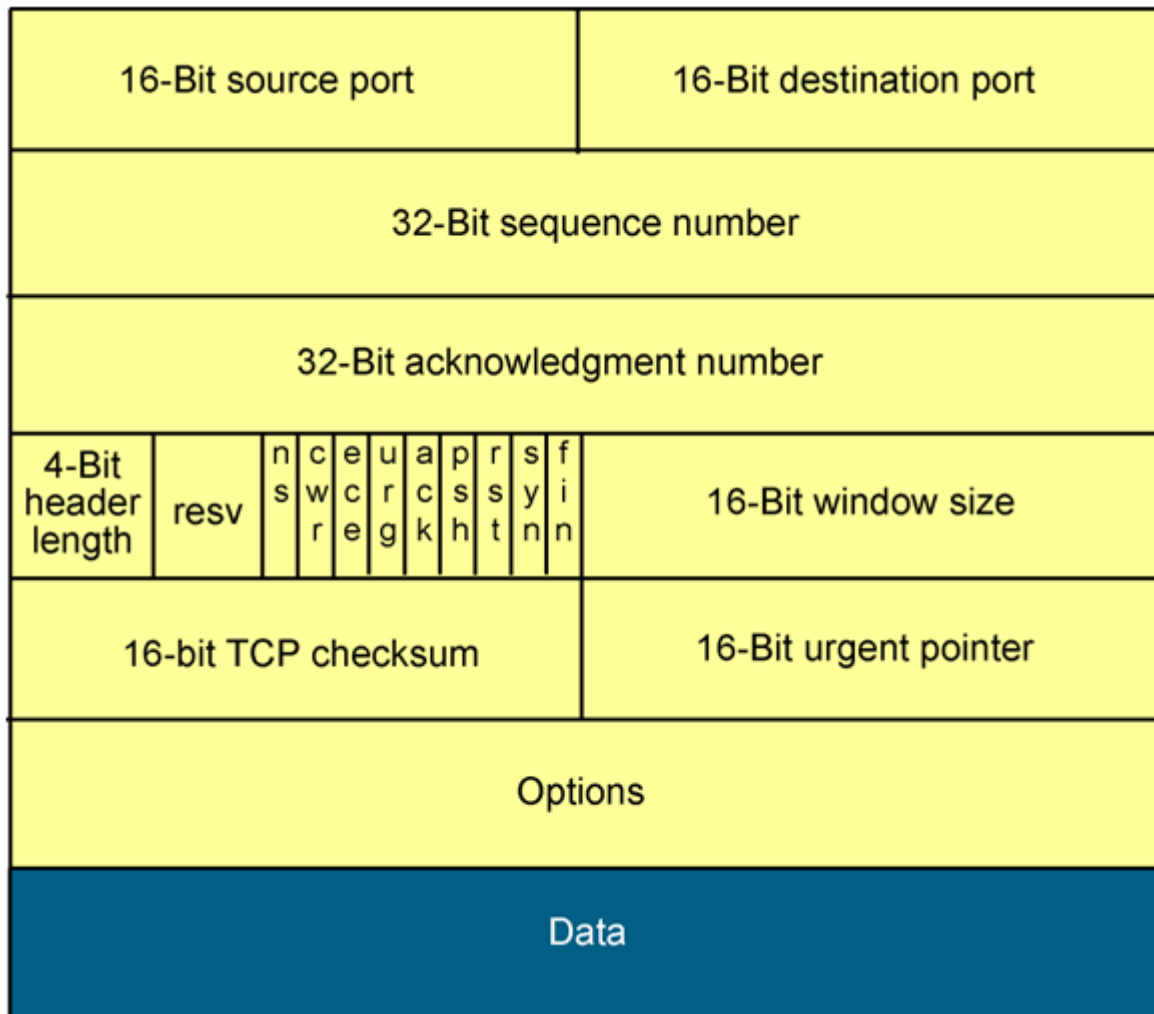 16-Bit source port
16-Bit destination port
32-Bit sequence number
32-Bit acknowledgment number
4-Bit
header
length
resv
ns
cwr
ece
urg
ack
psh
rst
syn
fin
16-Bit window size
16-bit TCP checksum
16-Bit urgent pointer
Options
Data